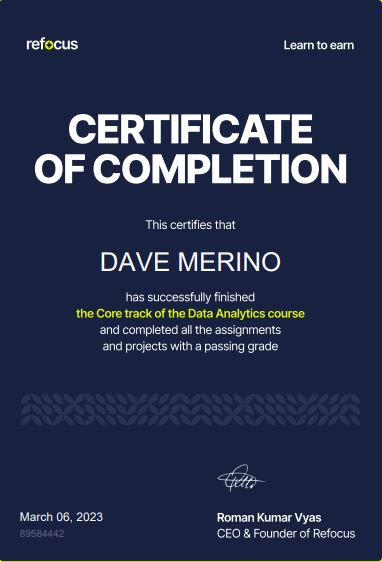 refocus
Learn to earn
CERTIFICATE
OF COMPLETION
This certifies that
DAVE MERINO
has successfully finished
the Core track of the Data Analytics course
and completed all the assignments
and projects with a passing grade
March 06, 2023
89584442
Roman Kumar Vyas
CEO & Founder of Refocus